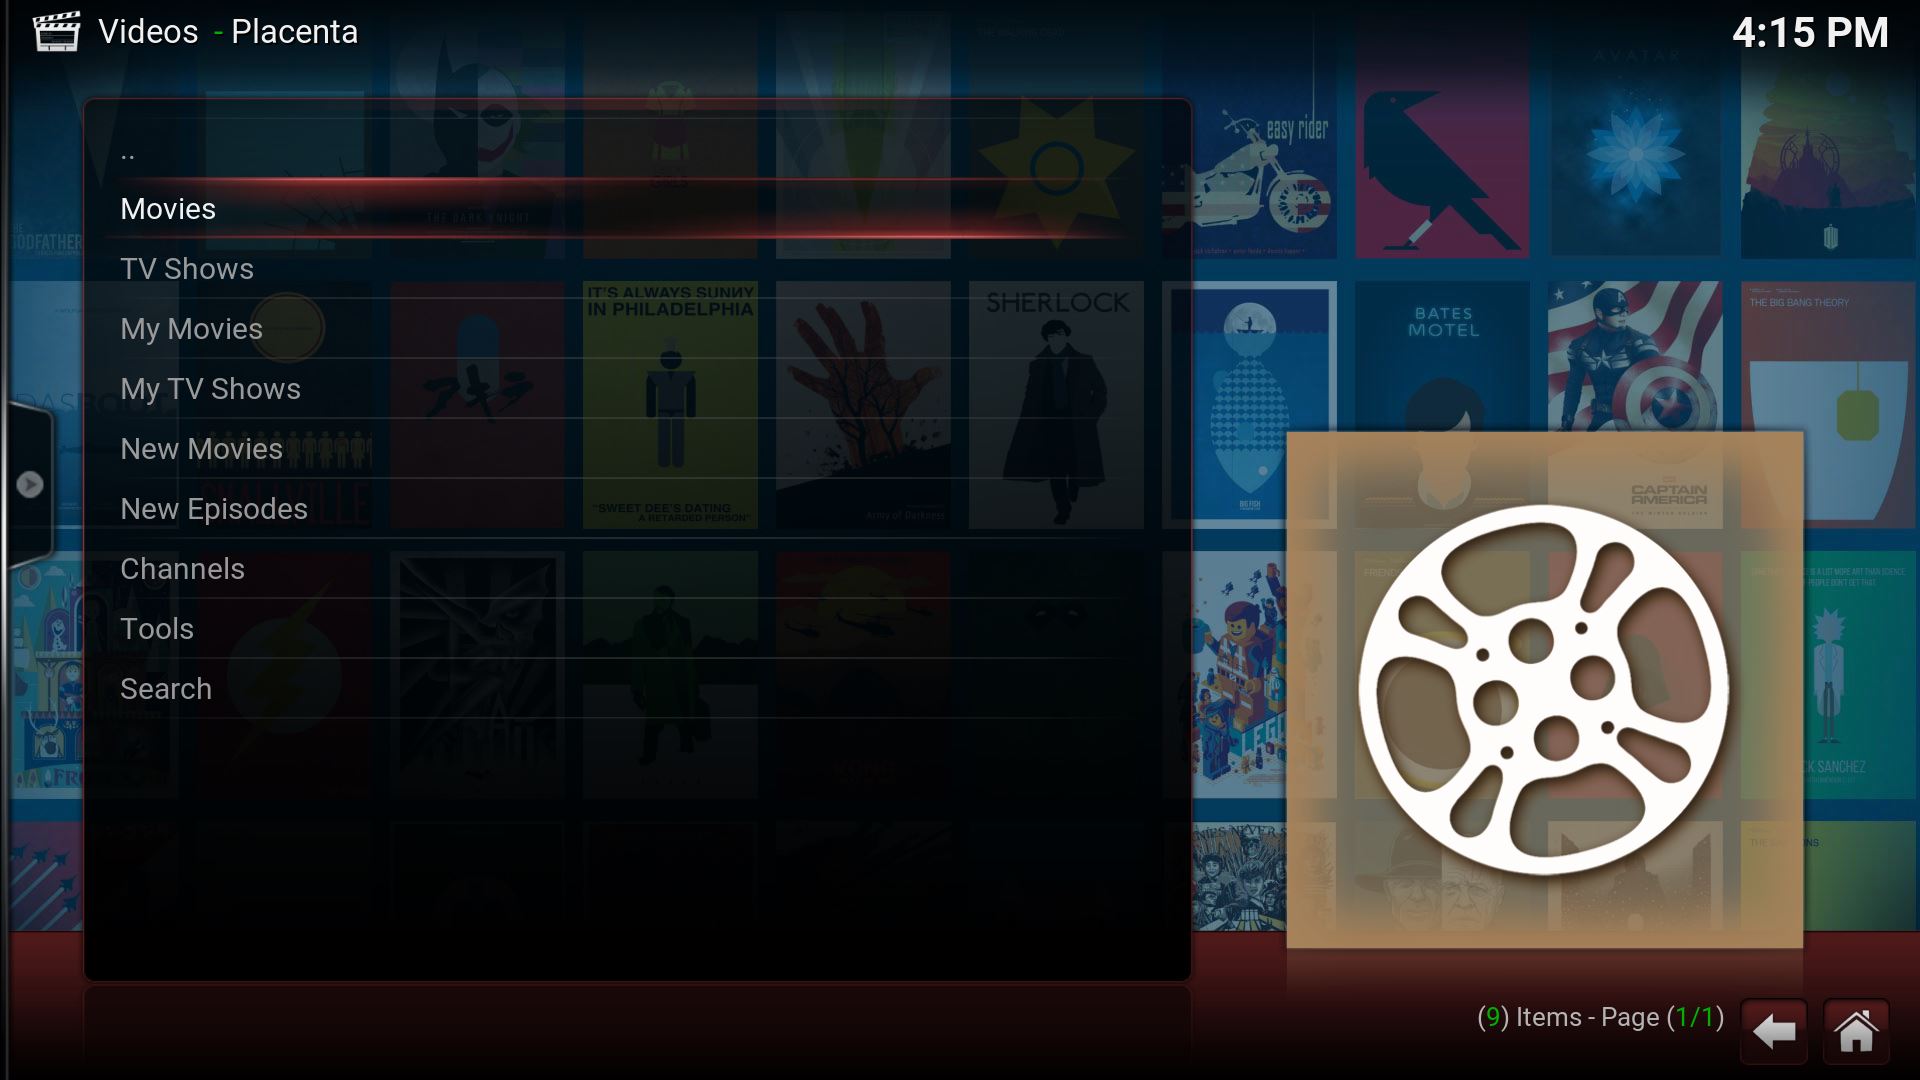 Videos - Placenta
4:15 PM
..
Movies
TV Shows
My Movies
My TV Shows
New Movies
New Episodes
Channels
Tools
Search
THE DARK KNIGHT
easy rider
AVATAR
IT'S ALWAYS SUNNY
IN PHILADELPHIA
"SWEET DEE'S DATING
A RETARDED PERSON"
Army of Darkness
SHERLOCK
BIG FISH
BATES
MOTEL
CAPTAIN
AMERICA
THE BIG BANG THEORY
(9) Items - Page (1/1)